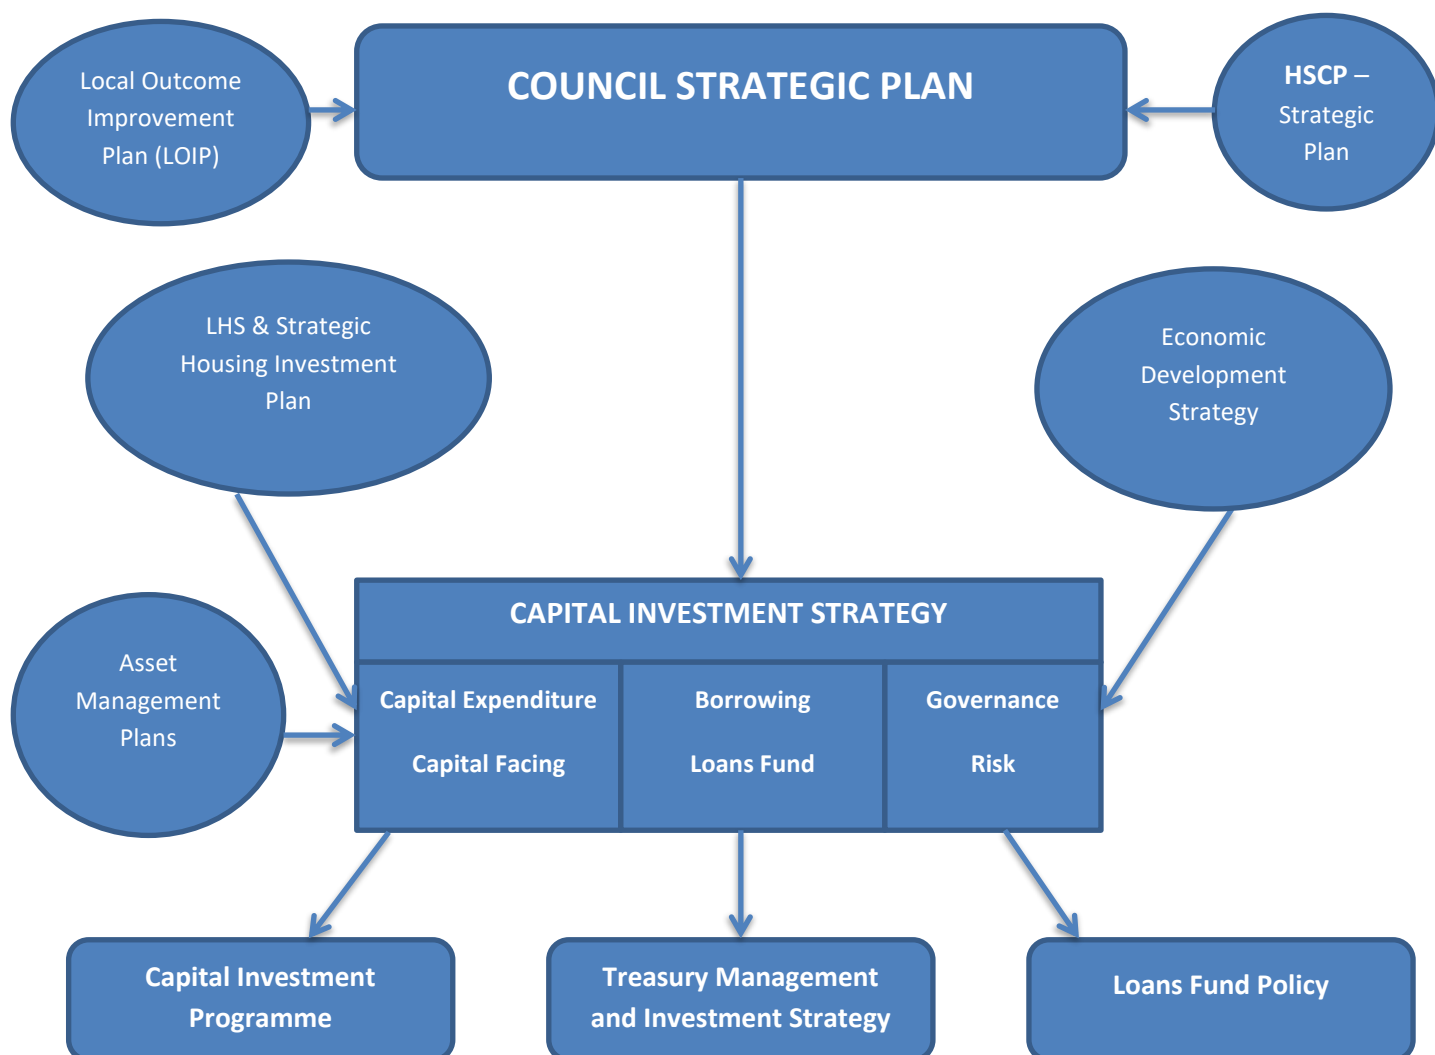 Local Outcome
Improvement
Plan (LOIP)
COUNCIL STRATEGIC PLAN
HSCP –
Strategic
Plan
LHS & Strategic
Housing Investment
Plan
Economic
Development
Strategy
Asset
Management
Plans
CAPITAL INVESTMENT STRATEGY
Capital Expenditure
Capital Facing
Borrowing
Loans Fund
Governance
Risk
Capital Investment
Programme
Treasury Management
and Investment Strategy
Loans Fund Policy